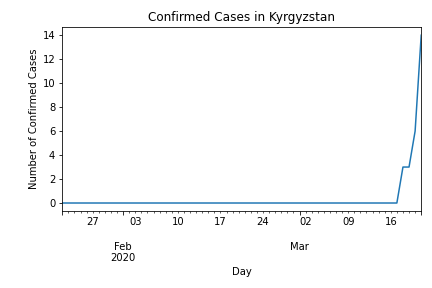 Confirmed Cases in Kyrgyzstan
14
12
10
8
6
4
2
0
Number of Confirmed Cases
27 03 10 17 24 02 09 16
Feb Mar
2020
Day